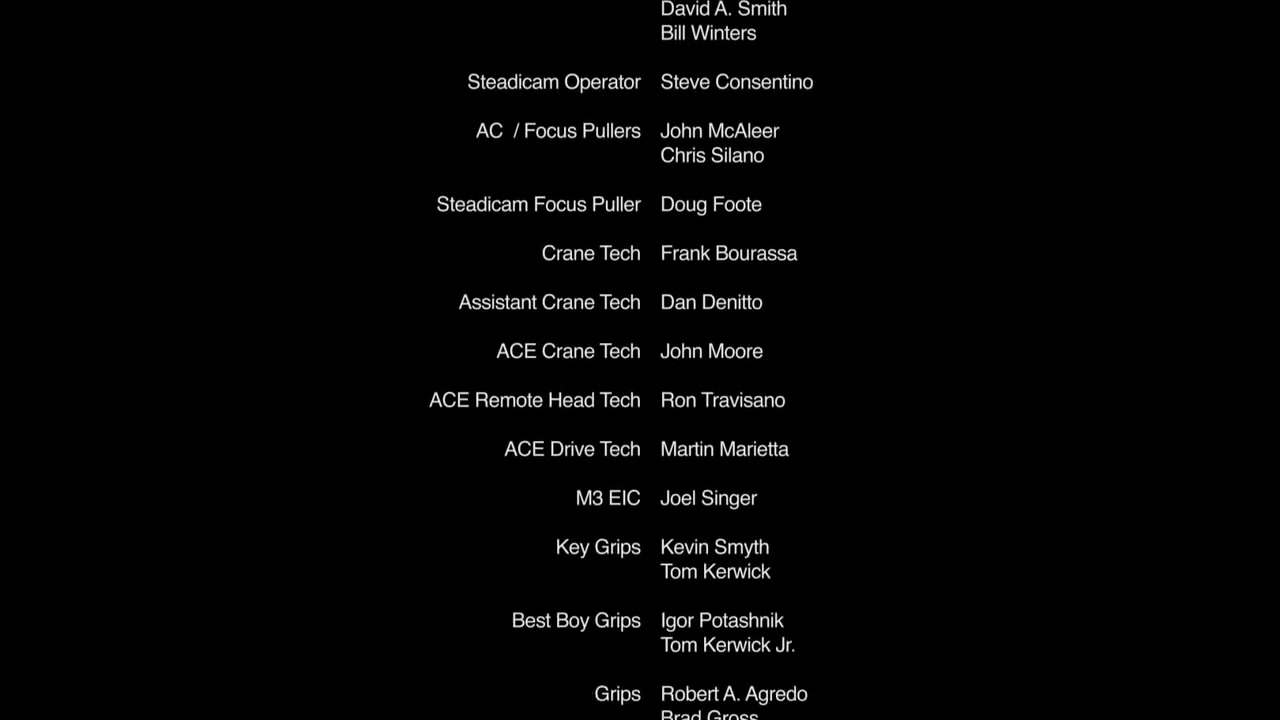 David A. Smith
Bill Winters
Steadicam Operator Steve Consentino
AC / Focus Pullers John McAleer
Chris Silano
Steadicam Focus Puller Doug Foote
Crane Tech Frank Bourassa
Assistant Crane Tech Dan Denitto
ACE Crane Tech John Moore
ACE Remote Head Tech Ron Travisano
ACE Drive Tech Martin Marietta
M3 EIC Joel Singer
Key Grips Kevin Smyth
Tom Kerwick
Best Boy Grips Igor Potashnik
Tom Kerwick Jr.
Grips Robert A. Agredo
Brad Gross